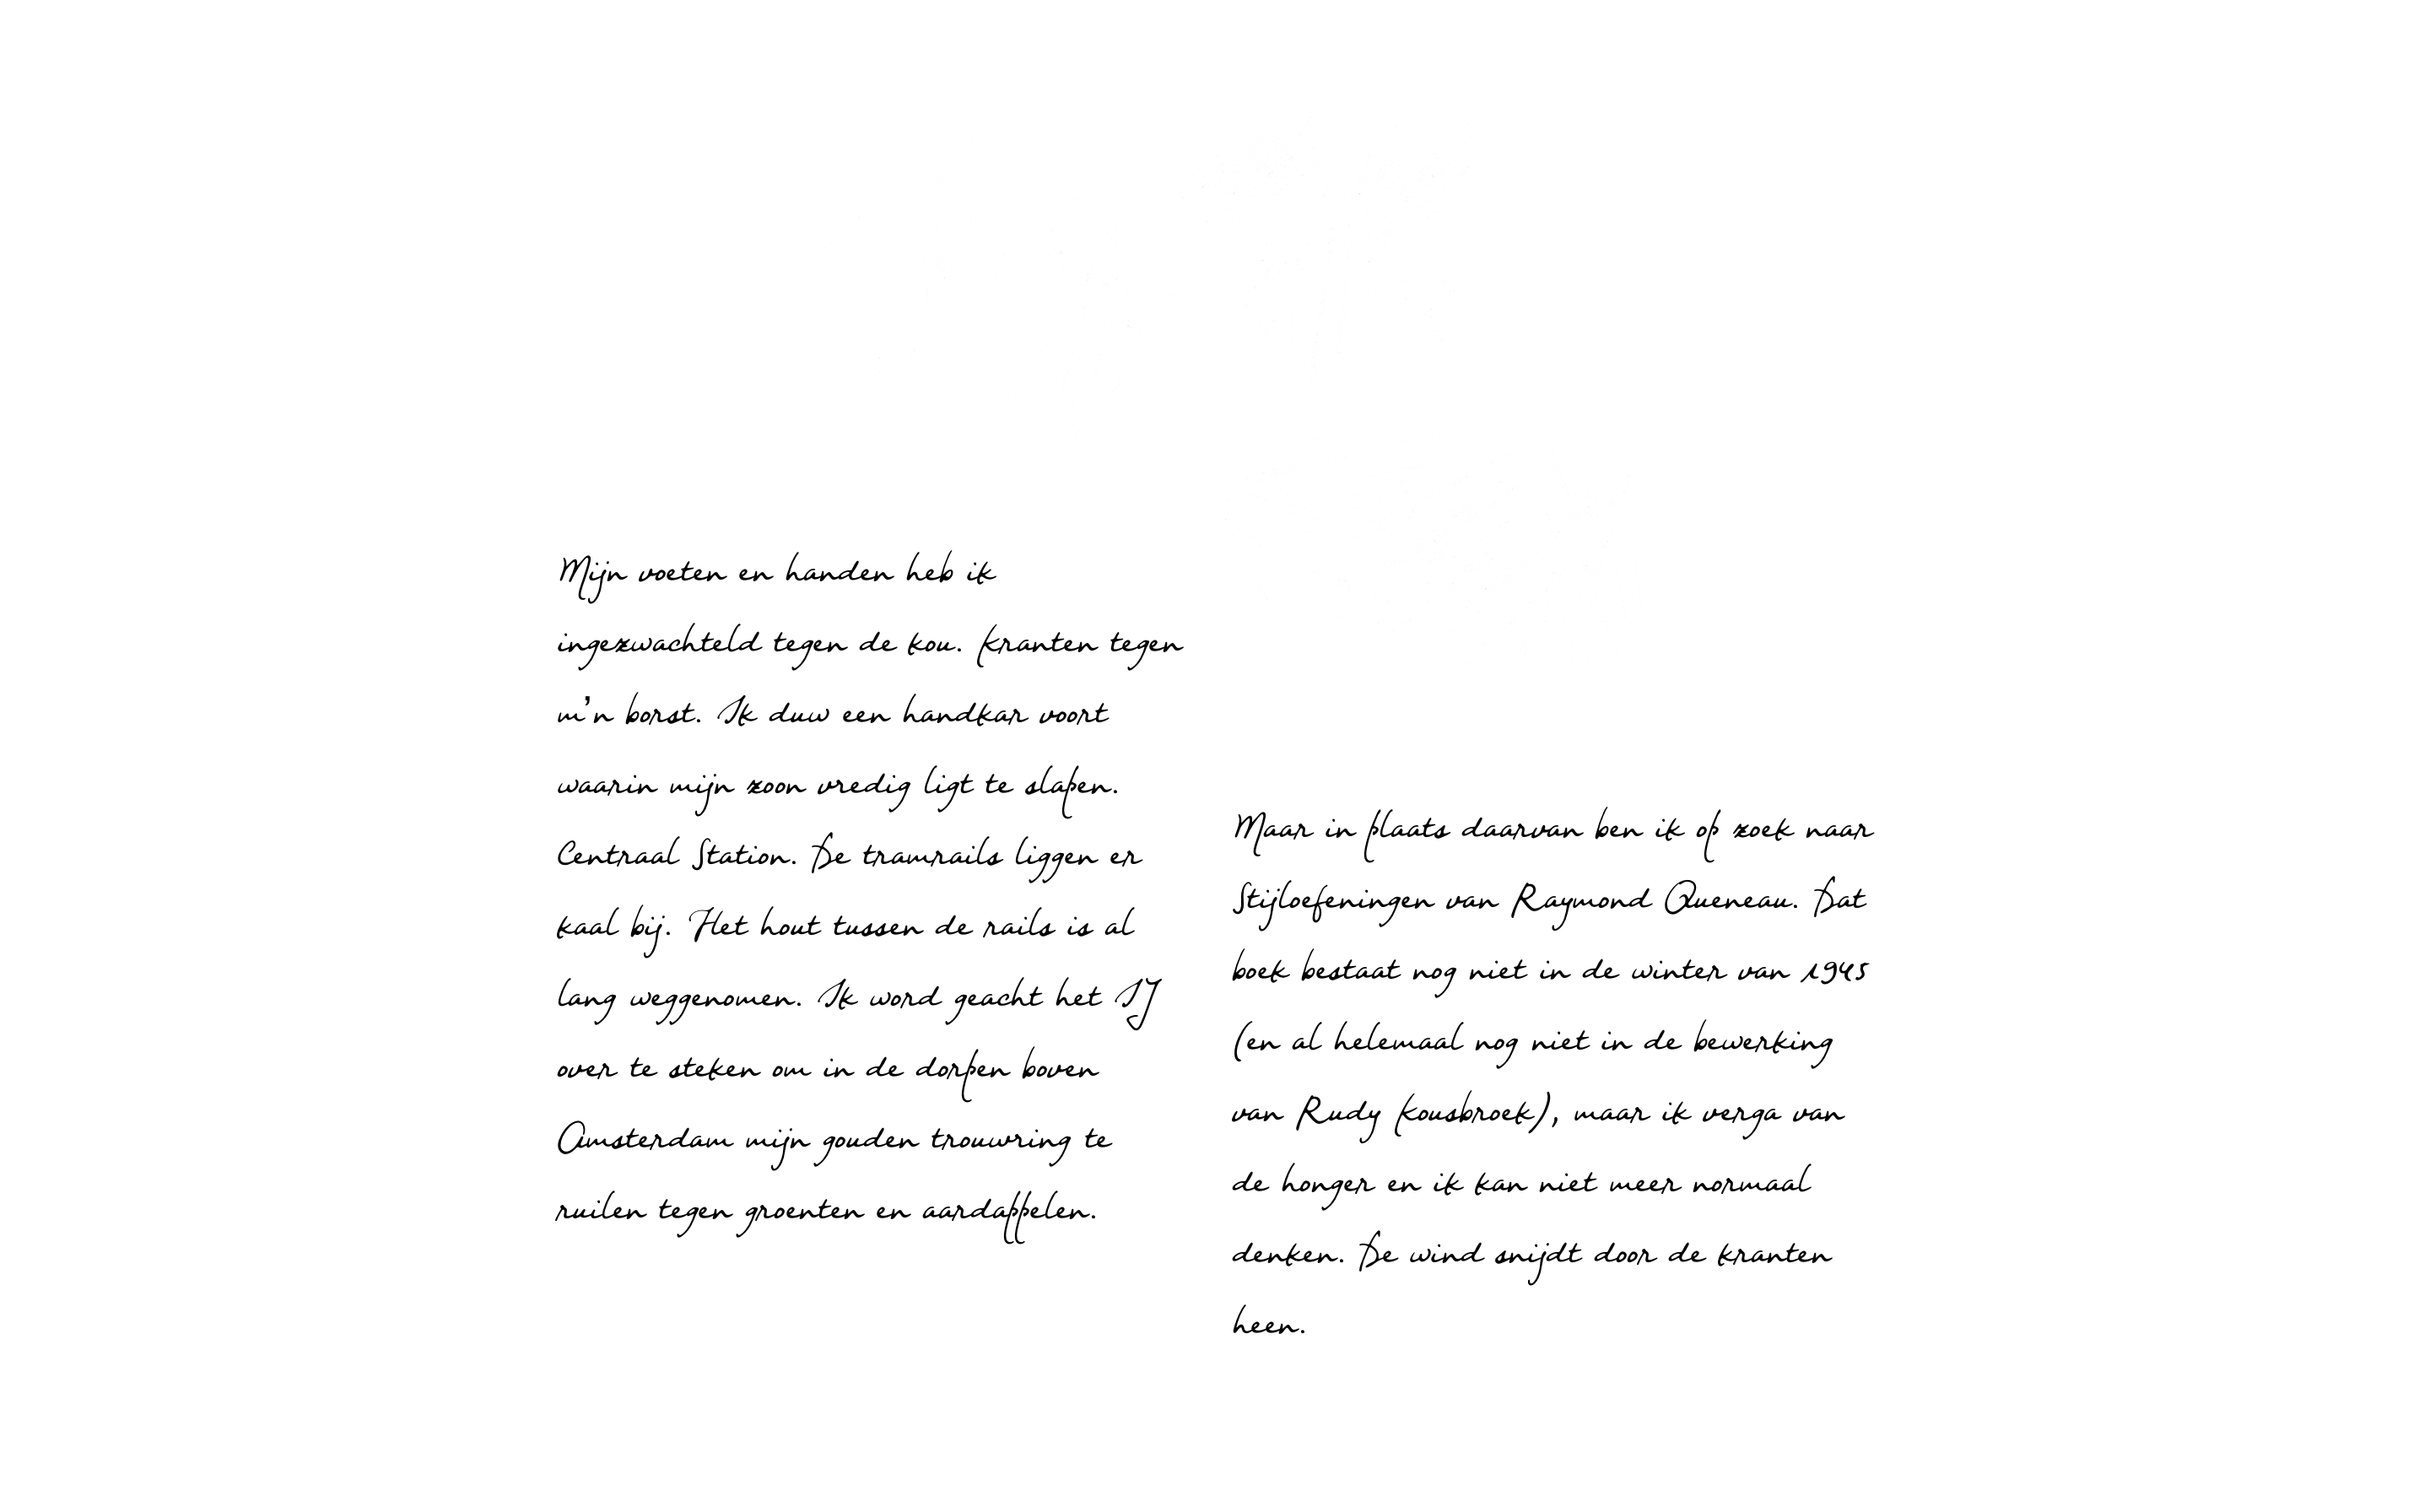 Mijn voeten en handen heb ik
ingezwachteld tegen de kou. Kranten tegen
m'n borst. Ik duw een handkar voort
waarin mijn zoon vredig ligt te slapen.
Centraal Station. De tramrails liggen er
kaal bij. Het hout tussen de rails is al
lang weggenomen. Ik word geacht het IJ
over te steken om in de dorpen boven
Amsterdam mijn gouden trouwring te
ruilen tegen groenten en aardappelen.
Maar in plaats daarvan ben ik op zoek naar
Stijloefeningen van Raymond Queneau. Dat
boek bestaat nog niet in de winter van 1945
(en al helemaal nog niet in de bewerking
van Rudy Kousbroek), maar ik verga van
de honger en ik kan niet meer normaal
denken. De wind snijdt door de kranten
heen.